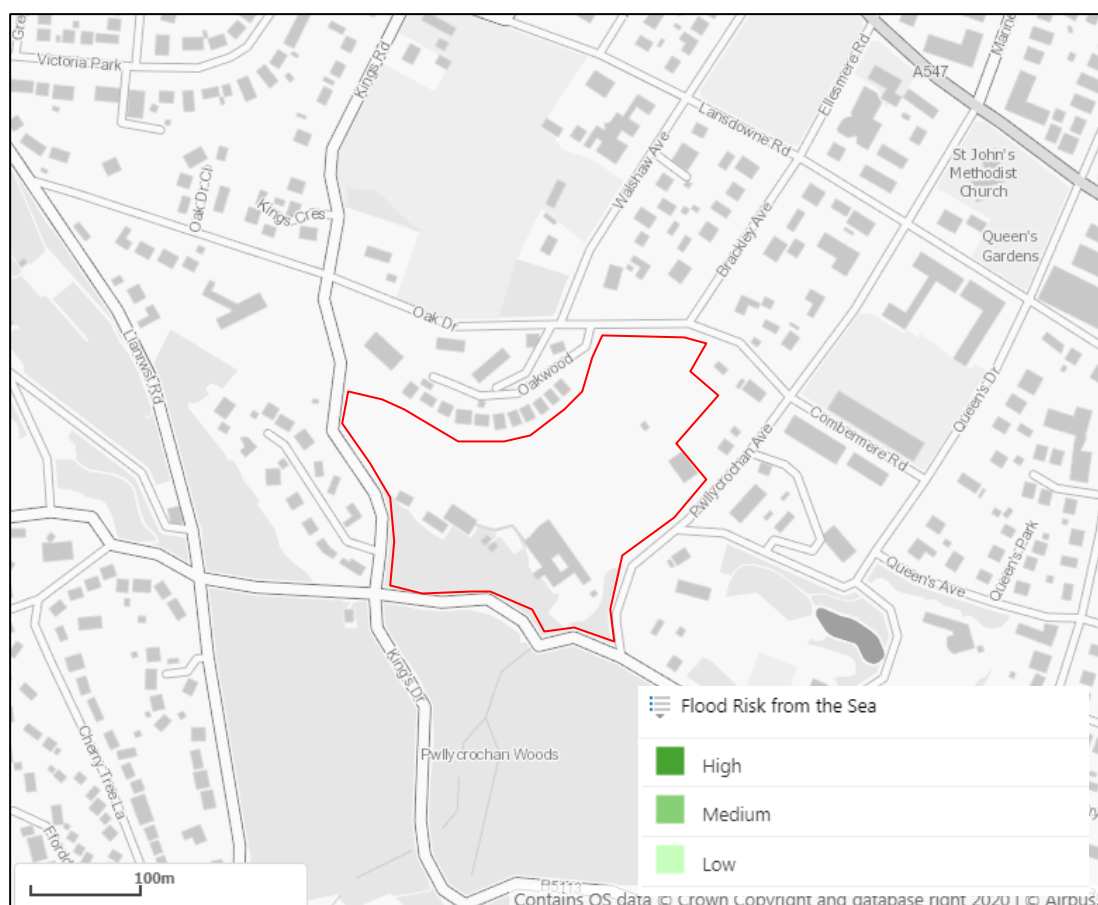 Gre
Victoria Park
Kings Rd
Ellesmere Rd
Marine
A547
Lansdowne Rd
St John's
Methodist
Church
Walshaw Ave
Oak Dr Cl
Kings Cres
Brackley Ave
Queen's
Gardens
Oak Dr
Llanrwst Rd
Oakwood
Queen's Dr
Combermere Rd
Pwllycrochan Ave
Queen's Ave
Queen's Park
King's Dr
Pwllycrochan Woods
Cherry Tree La
Ffordd
B5113
100m
Flood Risk from the Sea
High
Medium
Low
Contains OS data © Crown Copyright and database right 2020 | © Airbus